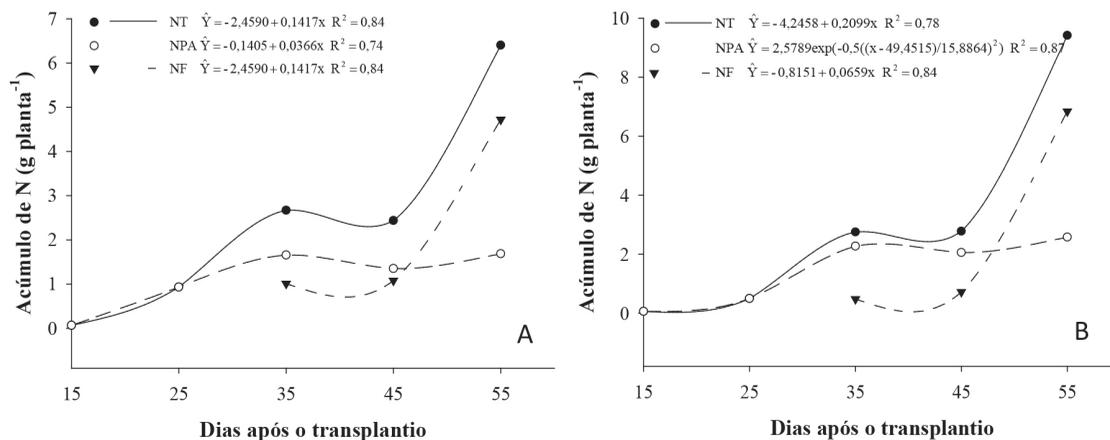 NT Ŷ=-2,4590+0,1417x R²=0,84
NPA Ŷ=-0,1405+0,0366x R²=0,74
NF Ŷ=-2,4590+0,1417x R²=0,84
7
6
5
4
3
2
1
0
Acúmulo de N (g planta⁻¹)
A
15 25 35 45 55
Dias após o transplantio
NT Ŷ=-4,2458+0,2099x R²=0,78
NPA Ŷ=2,5789exp(-0,5((x-49,4515)/15,8864)²) R²=0,87
NF Ŷ=-0,8151+0,0659x R²=0,84
10
8
6
4
2
0
Acúmulo de N (g planta⁻¹)
B
15 25 35 45 55
Dias após o transplantio